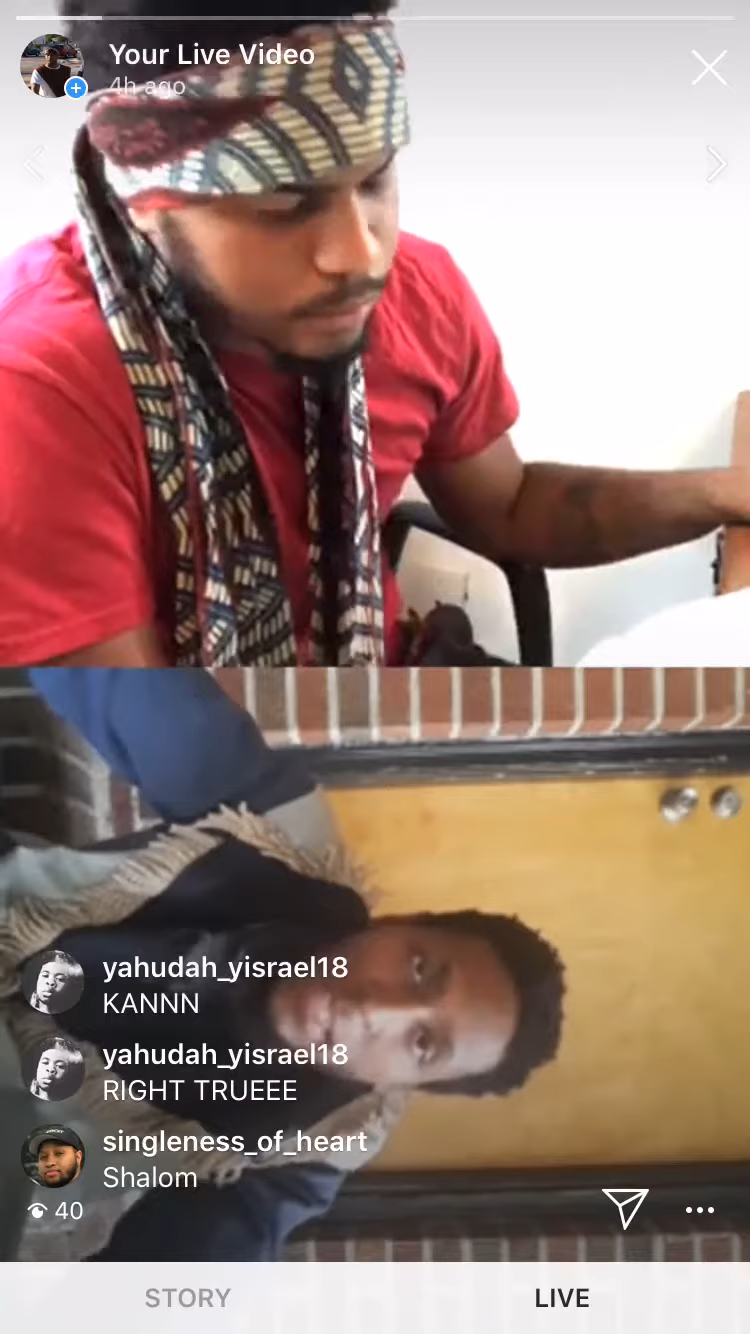 Your Live Video
4h ago
yahudah_yisrael18
KANNN
yahudah_yisrael18
RIGHT TRUEEE
singleness_of_heart
Shalom
40
STORY LIVE